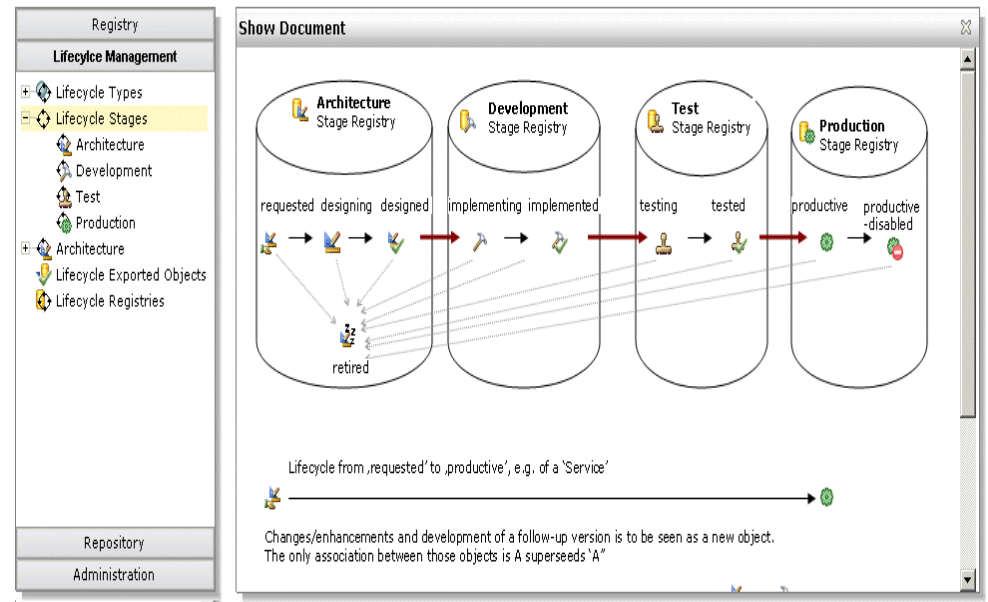 Registry
Lifecylce Management
Lifecycle Types
Lifecycle Stages
Architecture
Development
Test
Production
Architecture
Lifecycle Exported Objects
Lifecycle Registries
Repository
Administration
Show Document
Architecture
Stage Registry
Development
Stage Registry
Test
Stage Registry
Production
Stage Registry
requested designing designed implementing implemented testing tested productive productive
-disabled
zzz
retired
Lifecycle from ‚requested’ to ‚productive’, e.g. of a ‘Service’
Changes/enhancements and development of a follow-up version is to be seen as a new object.
The only association between those objects is A superseeds ‘A”